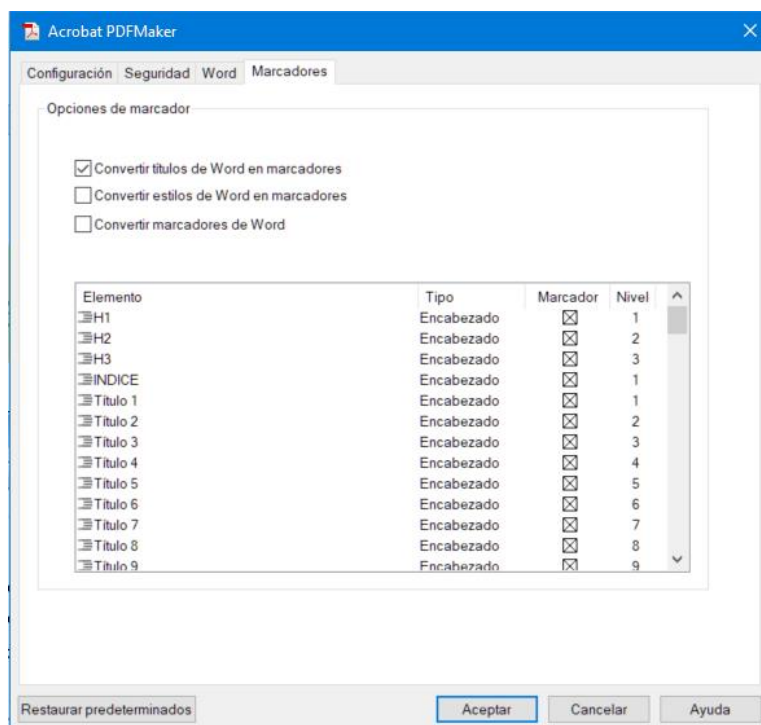 Acrobat PDFMaker
Configuración Seguridad Word Marcadores
Opciones de marcador
Convertir títulos de Word en marcadores
Convertir estilos de Word en marcadores
Convertir marcadores de Word
Elemento Tipo Marcador Nivel
H1 Encabezado 1
H2 Encabezado 2
H3 Encabezado 3
INDICE Encabezado 1
Título 1 Encabezado 1
Título 2 Encabezado 2
Título 3 Encabezado 3
Título 4 Encabezado 4
Título 5 Encabezado 5
Título 6 Encabezado 6
Título 7 Encabezado 7
Título 8 Encabezado 8
Título 9 Encabezado 9
Restaurar predeterminados Aceptar Cancelar Ayuda